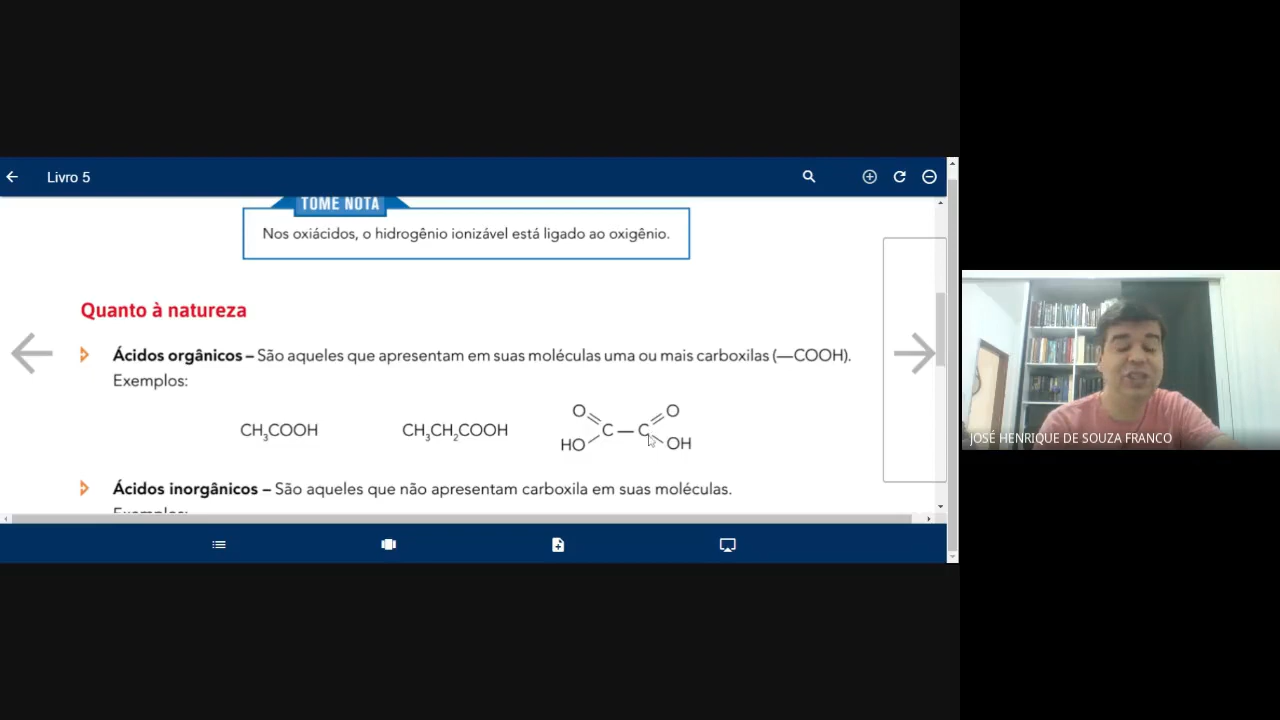 Livro 5
TOME NOTA
Nos oxiácidos, o hidrogênio ionizável está ligado ao oxigênio.
Quanto à natureza
Ácidos orgânicos – São aqueles que apresentam em suas moléculas uma ou mais carboxilas (—COOH).
Exemplos:
CH₃COOH CH₃CH₂COOH
O O
C — C
HO OH
Ácidos inorgânicos – São aqueles que não apresentam carboxila em suas moléculas.
Exemplos:
JOSÉ HENRIQUE DE SOUZA FRANCO